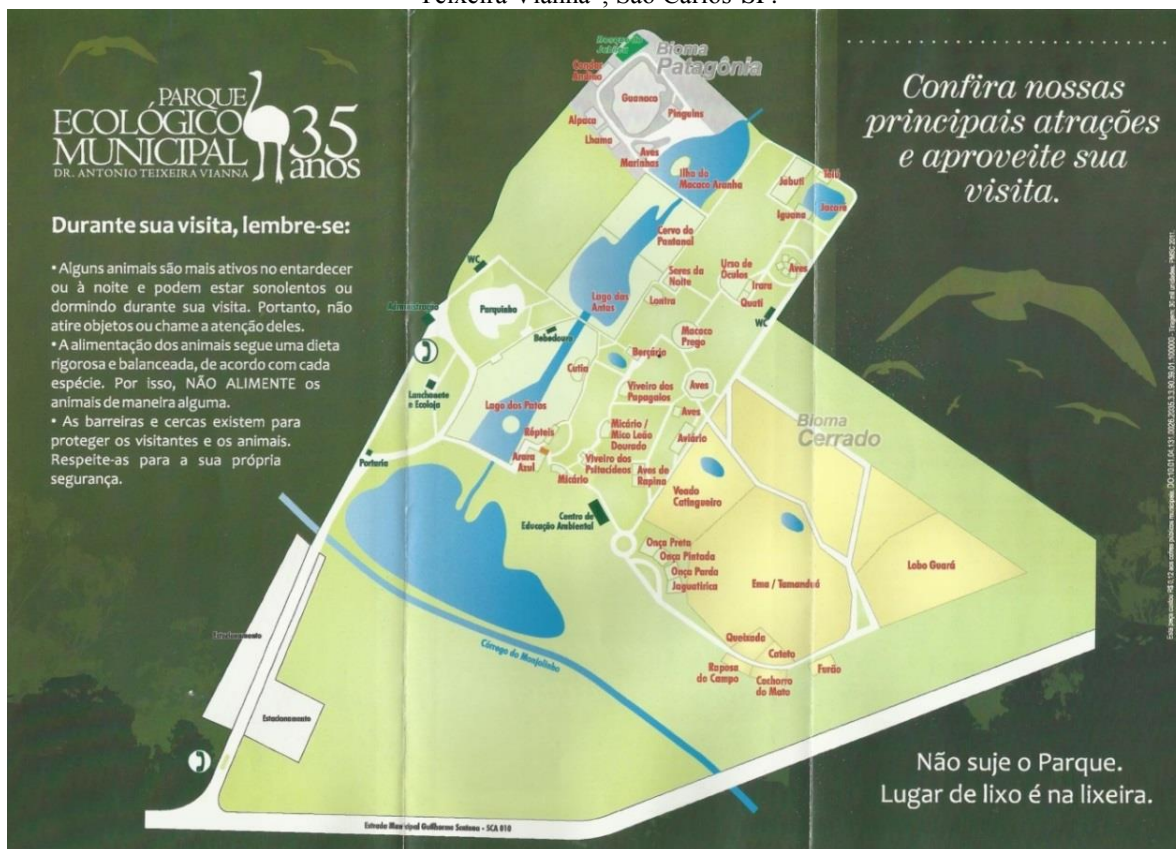 Teixeira Vianna", São Carlos-SP.
PARQUE
ECOLÓGICO
MUNICIPAL
DR. ANTONIO TEIXEIRA VIANNA
35
anos
Durante sua visita, lembre-se:
• Alguns animais são mais ativos no entardecer
ou à noite e podem estar sonolentos ou
dormindo durante sua visita. Portanto, não
atire objetos ou chame a atenção deles.
• A alimentação dos animais segue uma dieta
rigorosa e balanceada, de acordo com cada
espécie. Por isso, NÃO ALIMENTE os
animais de maneira alguma.
• As barreiras e cercas existem para
proteger os visitantes e os animais.
Respeite-as para a sua própria
segurança.
Confira nossas
principais atrações
e aproveite sua
visita.
Bioma
Patagônia
Condor
Andino
Guanaco
Pinguins
Alpaca
Lhama
Aves
Marinhas
Ilha do
Macaco Aranha
Jabuti
Teiú
Iguana
Jacaré
Cervo do
Pantanal
WC
Seres da
Noite
Urso de
Óculos
Aves
Irara
Quati
Lontra
Lago das
Antas
Parquinho
Administração
WC
Bebedouro
Macaco
Prego
Berçário
Cutia
Lanchonete
e Ecoloja
Viveiro dos
Papagaios
Aves
Lago dos Patos
Aves
Répteis
Micário /
Mico Leão
Dourado
Aviário
Bioma
Cerrado
Portaria
Arara
Azul
Viveiro dos
Psitacídeos
Aves de
Rapina
Micário
Veado
Catingueiro
Centro de
Educação Ambiental
Onça Preta
Onça Pintada
Onça Parda
Jaguatirica
Ema / Tamanduá
Lobo Guará
Estacionamento
Córrego do Monjolinho
Queixada
Cateto
Raposa
do Campo
Cachorro
do Mato
Furão
Estacionamento
Não suje o Parque.
Lugar de lixo é na lixeira.
Estrada Municipal Guilherme Scatena - SCA 010